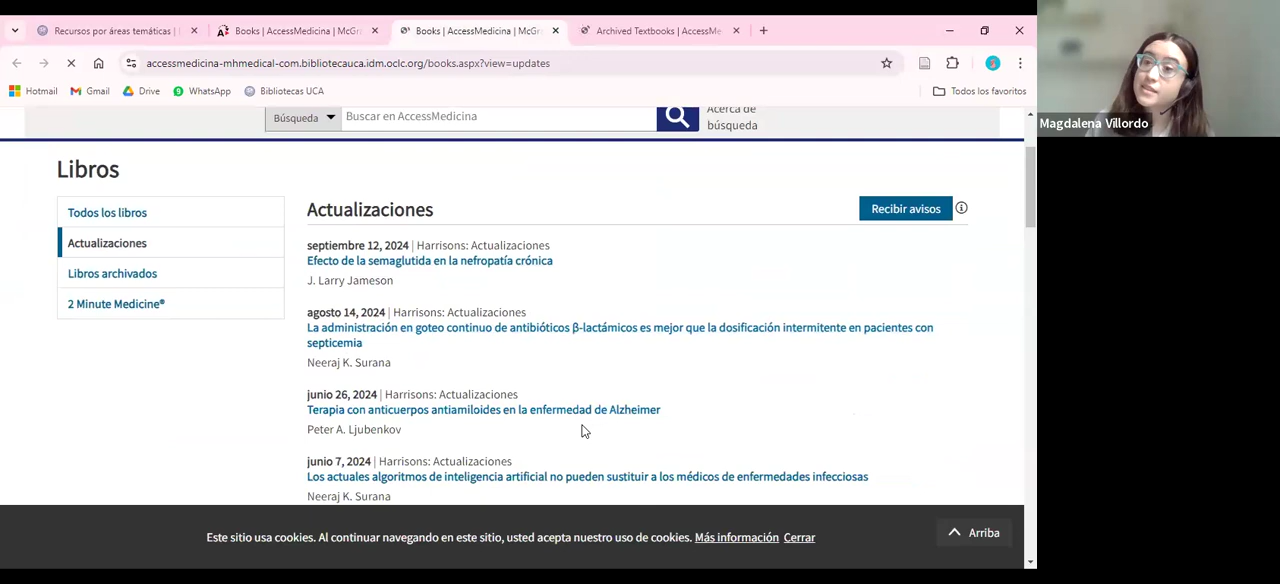 Recursos por áreas temáticas |
Books | AccessMedicina | McGr
Books | AccessMedicina | McGr
Archived Textbooks | AccessMe
accessmedicina-mhmedical-com.bibliotecauca.idm.oclc.org/books.aspx?view=updates
Hotmail
Gmail
Drive
WhatsApp
Bibliotecas UCA
Todos los favoritos
Magdalena Villordo
Búsqueda
Buscar en AccessMedicina
Acerca de
búsqueda
Libros
Todos los libros
Actualizaciones
Libros archivados
2 Minute Medicine®
Actualizaciones
Recibir avisos
septiembre 12, 2024 | Harrisons: Actualizaciones
Efecto de la semaglutida en la nefropatía crónica
J. Larry Jameson
agosto 14, 2024 | Harrisons: Actualizaciones
La administración en goteo continuo de antibióticos β-lactámicos es mejor que la dosificación intermitente en pacientes con
septicemia
Neeraj K. Surana
junio 26, 2024 | Harrisons: Actualizaciones
Terapia con anticuerpos antiamiloides en la enfermedad de Alzheimer
Peter A. Ljubenkov
junio 7, 2024 | Harrisons: Actualizaciones
Los actuales algoritmos de inteligencia artificial no pueden sustituir a los médicos de enfermedades infecciosas
Neeraj K. Surana
Este sitio usa cookies. Al continuar navegando en este sitio, usted acepta nuestro uso de cookies. Más información Cerrar
Arriba